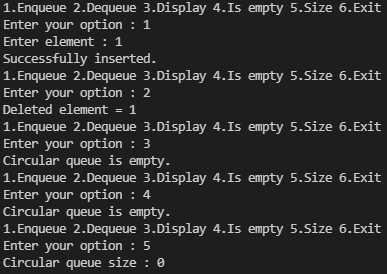 1.Enqueue 2.Dequeue 3.Display 4.Is empty 5.Size 6.Exit
Enter your option : 1
Enter element : 1
Successfully inserted.
1.Enqueue 2.Dequeue 3.Display 4.Is empty 5.Size 6.Exit
Enter your option : 2
Deleted element = 1
1.Enqueue 2.Dequeue 3.Display 4.Is empty 5.Size 6.Exit
Enter your option : 3
Circular queue is empty.
1.Enqueue 2.Dequeue 3.Display 4.Is empty 5.Size 6.Exit
Enter your option : 4
Circular queue is empty.
1.Enqueue 2.Dequeue 3.Display 4.Is empty 5.Size 6.Exit
Enter your option : 5
Circular queue size : 0